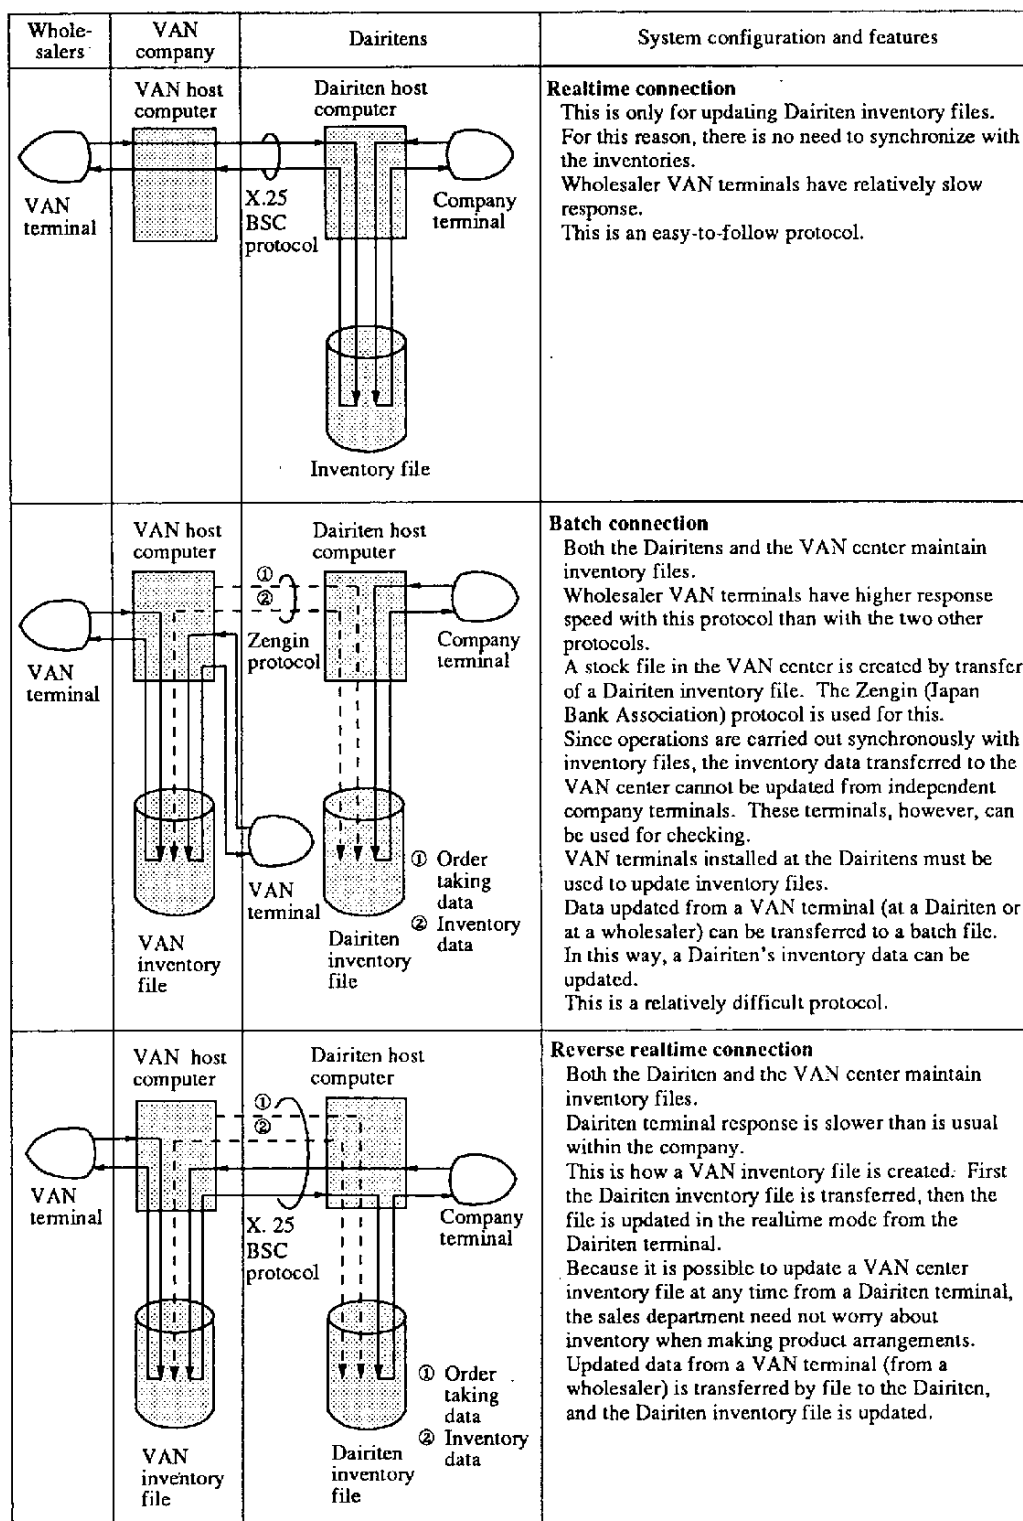 Whole-
salers
VAN
company
Dairitens
System configuration and features
VAN host
computer
Dairiten host
computer
VAN
terminal
X.25
BSC
protocol
Company
terminal
Inventory file
Realtime connection
This is only for updating Dairiten inventory files.
For this reason, there is no need to synchronize with
the inventories.
Wholesaler VAN terminals have relatively slow
response.
This is an easy-to-follow protocol.
VAN host
computer
Dairiten host
computer
①
②
Zengin
protocol
VAN
terminal
Company
terminal
VAN
terminal
① Order
taking
data
② Inventory
data
VAN
inventory
file
Dairiten
inventory
file
Batch connection
Both the Dairitens and the VAN center maintain
inventory files.
Wholesaler VAN terminals have higher response
speed with this protocol than with the two other
protocols.
A stock file in the VAN center is created by transfer
of a Dairiten inventory file. The Zengin (Japan
Bank Association) protocol is used for this.
Since operations are carried out synchronously with
inventory files, the inventory data transferred to the
VAN center cannot be updated from independent
company terminals. These terminals, however, can
be used for checking.
VAN terminals installed at the Dairitens must be
used to update inventory files.
Data updated from a VAN terminal (at a Dairiten or
at a wholesaler) can be transferred to a batch file.
In this way, a Dairiten's inventory data can be
updated.
This is a relatively difficult protocol.
VAN host
computer
Dairiten host
computer
①
②
VAN
terminal
X. 25
BSC
protocol
Company
terminal
① Order
taking
data
② Inventory
data
VAN
inventory
file
Dairiten
inventory
file
Reverse realtime connection
Both the Dairiten and the VAN center maintain
inventory files.
Dairiten terminal response is slower than is usual
within the company.
This is how a VAN inventory file is created. First
the Dairiten inventory file is transferred, then the
file is updated in the realtime mode from the
Dairiten terminal.
Because it is possible to update a VAN center
inventory file at any time from a Dairiten terminal,
the sales department need not worry about
inventory when making product arrangements.
Updated data from a VAN terminal (from a
wholesaler) is transferred by file to the Dairiten,
and the Dairiten inventory file is updated.